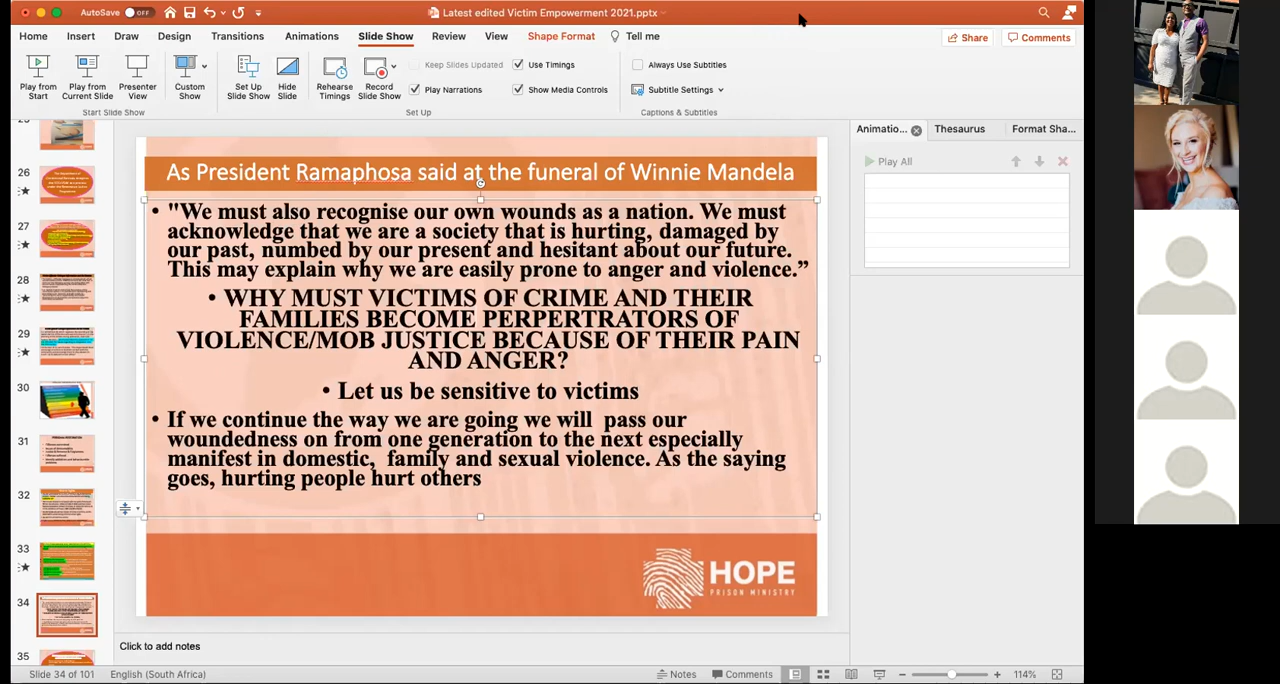 AutoSave OFF
Latest edited Victim Empowerment 2021.pptx
Home Insert Draw Design Transitions Animations Slide Show Review View Shape Format Tell me
Share Comments
Play from Start
Play from Current Slide
Presenter View
Custom Show
Set Up Slide Show
Hide Slide
Rehearse Timings
Record Slide Show
Keep Slides Updated
Use Timings
Play Narrations
Show Media Controls
Always Use Subtitles
Subtitle Settings
Start Slide Show
Set Up
Captions & Subtitles
Animatio... Thesaurus Format Sha...
Play All
26
27
28
29
30
31
32
33
34
35
As President Ramaphosa said at the funeral of Winnie Mandela
• "We must also recognise our own wounds as a nation. We must
acknowledge that we are a society that is hurting, damaged by
our past, numbed by our present and hesitant about our future.
This may explain why we are easily prone to anger and violence.”
• WHY MUST VICTIMS OF CRIME AND THEIR
FAMILIES BECOME PERPERTRATORS OF
VIOLENCE/MOB JUSTICE BECAUSE OF THEIR PAIN
AND ANGER?
• Let us be sensitive to victims
• If we continue the way we are going we will  pass our
woundedness on from one generation to the next especially
manifest in domestic,  family and sexual violence. As the saying
goes, hurting people hurt others
HOPE
PRISON MINISTRY
Click to add notes
Slide 34 of 101 English (South Africa) Notes Comments 114%